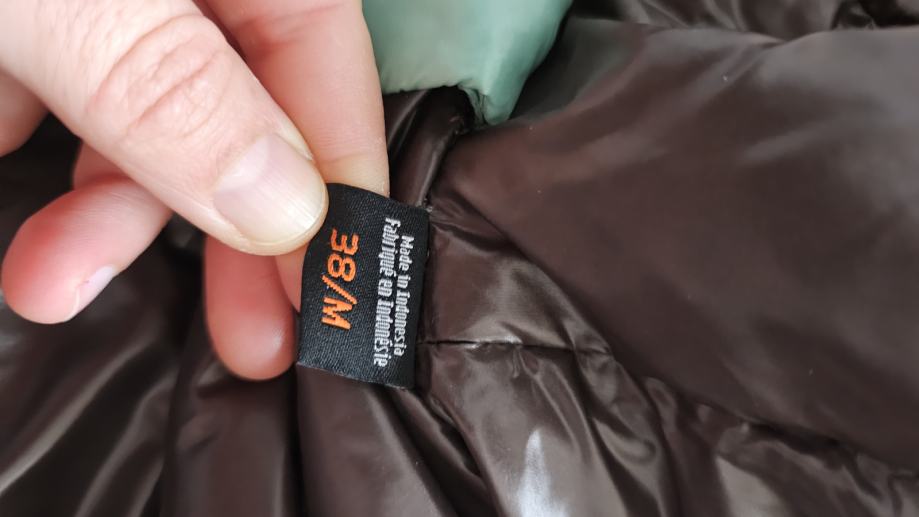 Made in Indonesia
Fabriqué en Indonésie
38/M